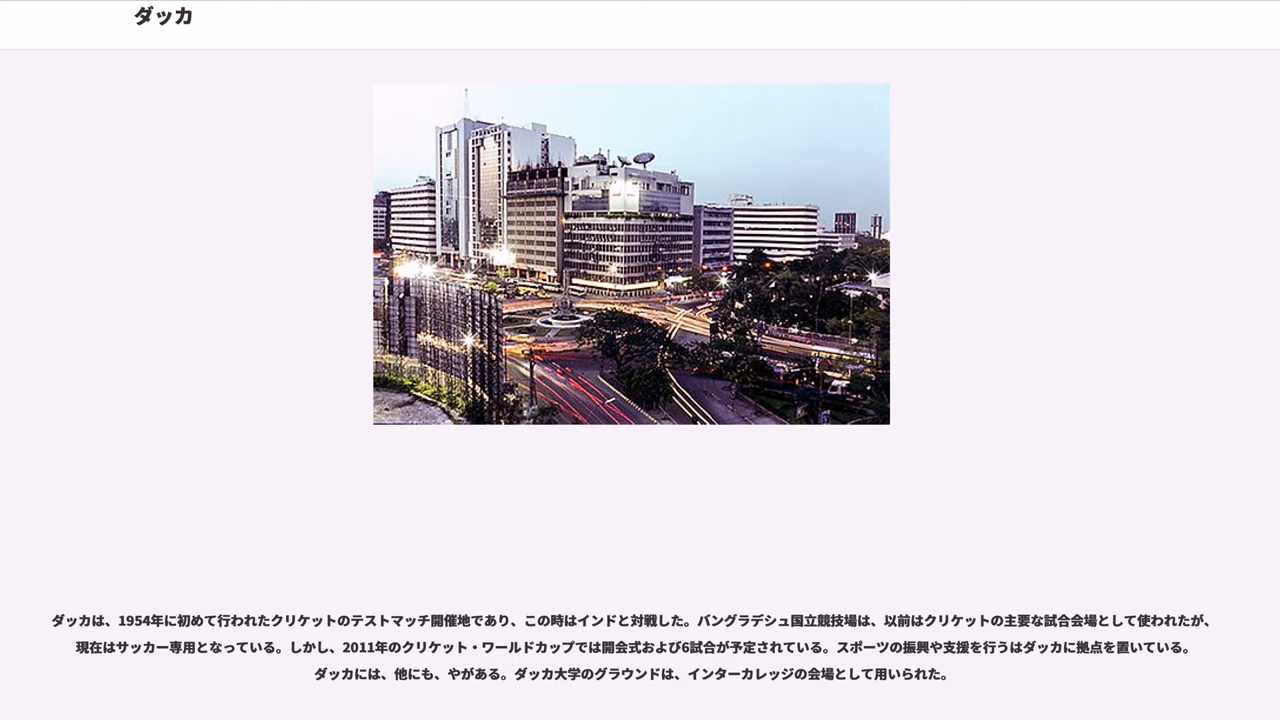 ダッカ
ダッカは、1954年に初めて行われたクリケットのテストマッチ開催地であり、この時はインドと対戦した。バングラデシュ国立競技場は、以前はクリケットの主要な試合会場として使われたが、
現在はサッカー専用となっている。しかし、2011年のクリケット・ワールドカップでは開会式および6試合が予定されている。スポーツの振興や支援を行うはダッカに拠点を置いている。
ダッカには、他にも、やがある。ダッカ大学のグラウンドは、インターカレッジの会場として用いられた。